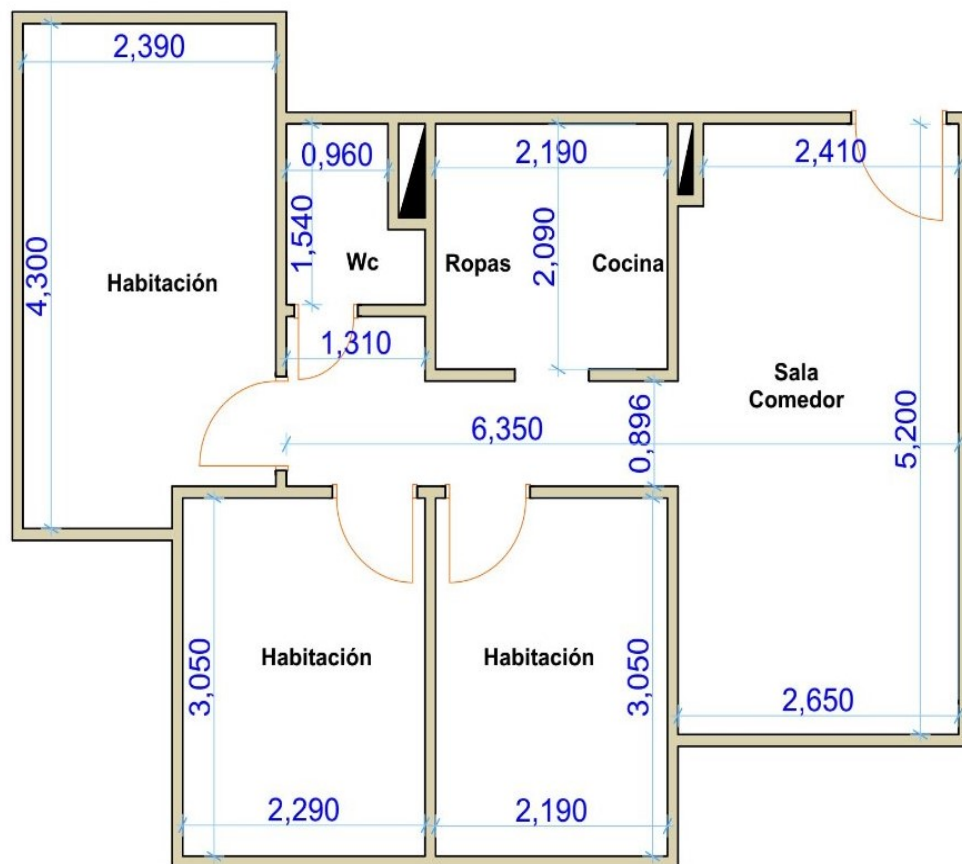 2,390
0,960
2,190
2,410
1,540
2,090
4,300
Habitación
Wc
Ropas
Cocina
1,310
Sala
Comedor
6,350
0,896
5,200
3,050
Habitación
Habitación
3,050
2,650
2,290
2,190